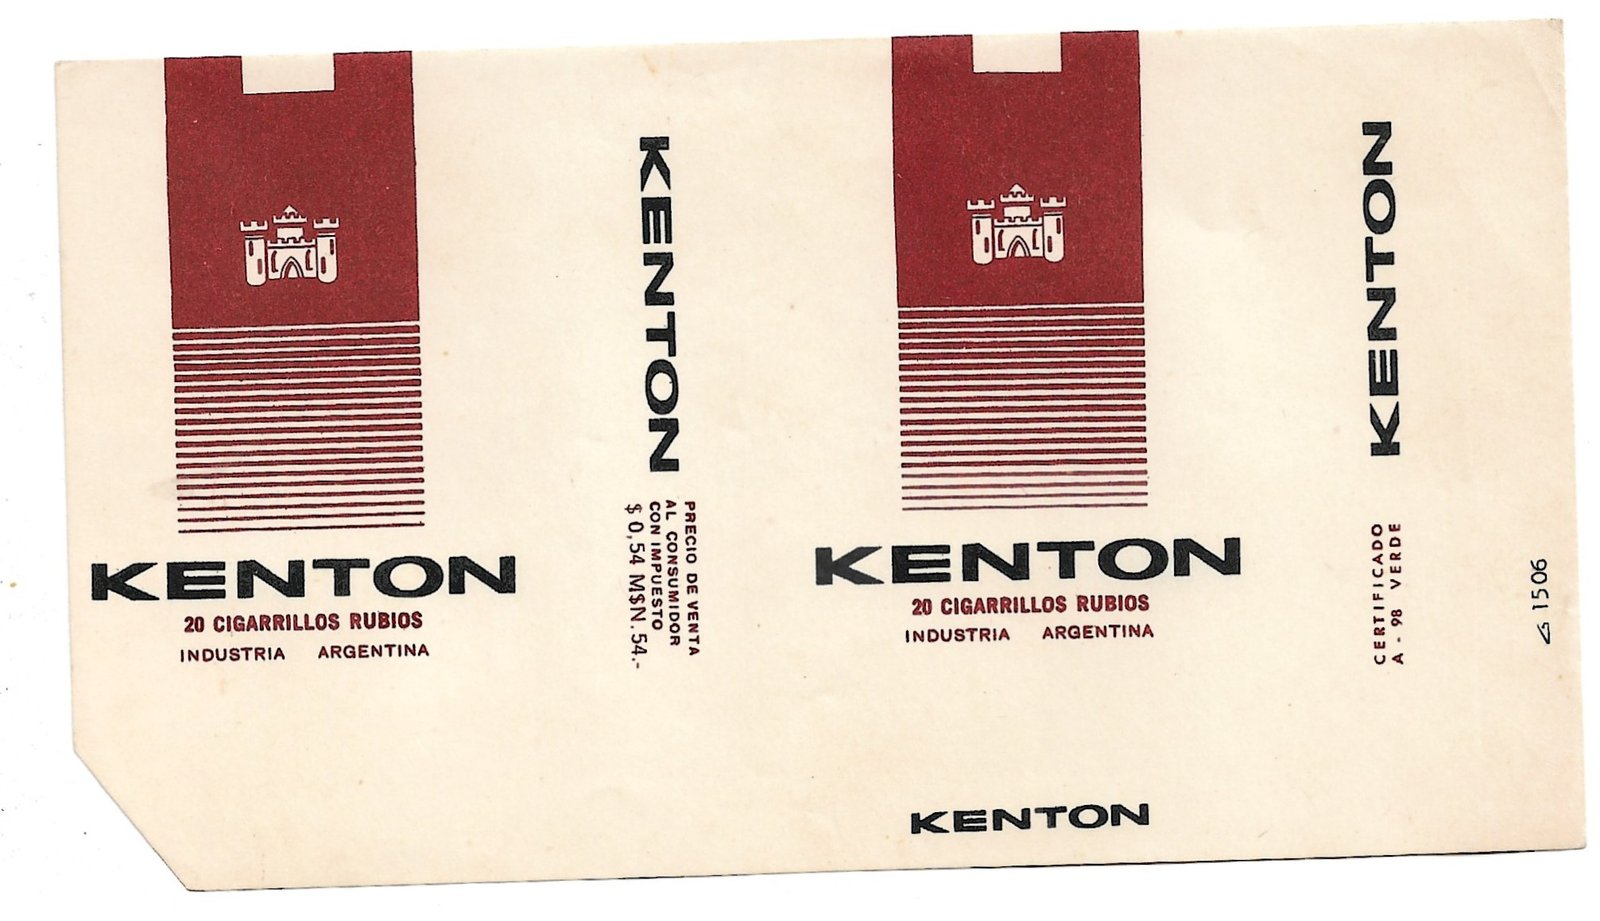 KENTON
20 CIGARRILLOS RUBIOS
INDUSTRIA ARGENTINA
KENTON
PRECIO DE VENTA
AL CONSUMIDOR
CON IMPUESTO
$ 0,54 M$N. 54.-
KENTON
20 CIGARRILLOS RUBIOS
INDUSTRIA ARGENTINA
KENTON
KENTON
CERTIFICADO
A - 98 VERDE
1506